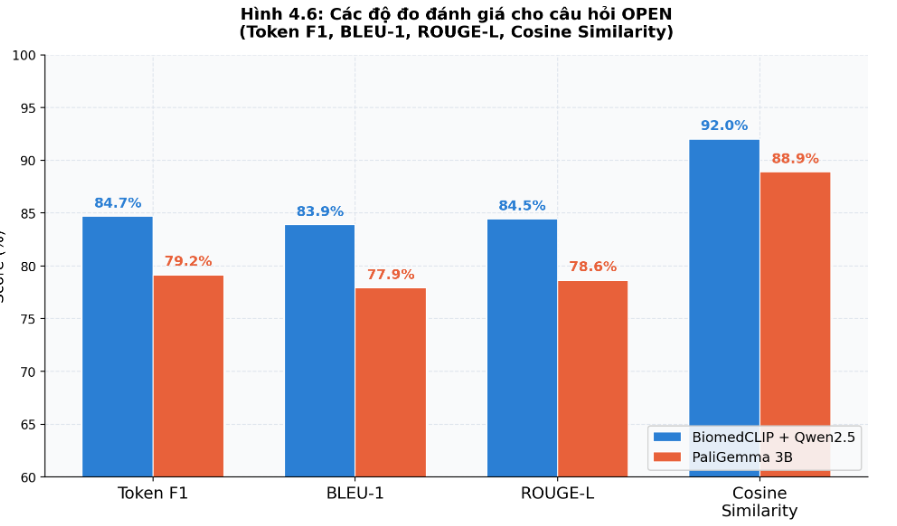 Hình 4.6: Các độ đo đánh giá cho câu hỏi OPEN
(Token F1, BLEU-1, ROUGE-L, Cosine Similarity)
100
95
90
85
80
75
70
65
60
84.7%
79.2%
83.9%
77.9%
84.5%
78.6%
92.0%
88.9%
BiomedCLIP + Qwen2.5
PaliGemma 3B
Token F1
BLEU-1
ROUGE-L
Cosine
Similarity